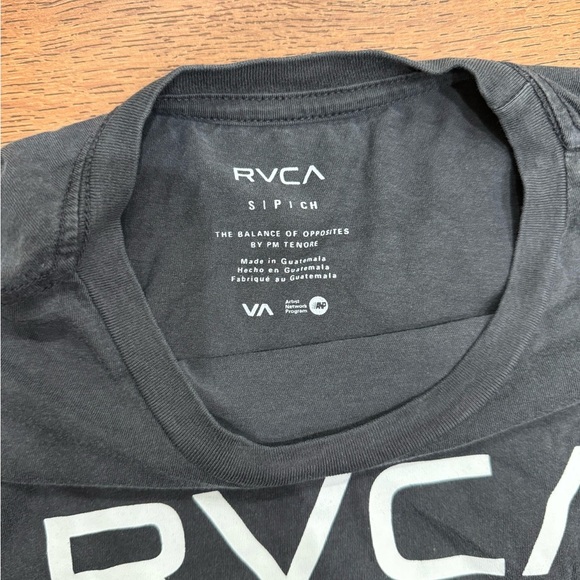 RVCA
S | P | CH
THE BALANCE OF OPPOSITES
BY PM TENORE
Made in Guatemala
Hecho en Guatemala
Fabriqué au Guatemala
VA Artist
Network
Program ANP
RVCA